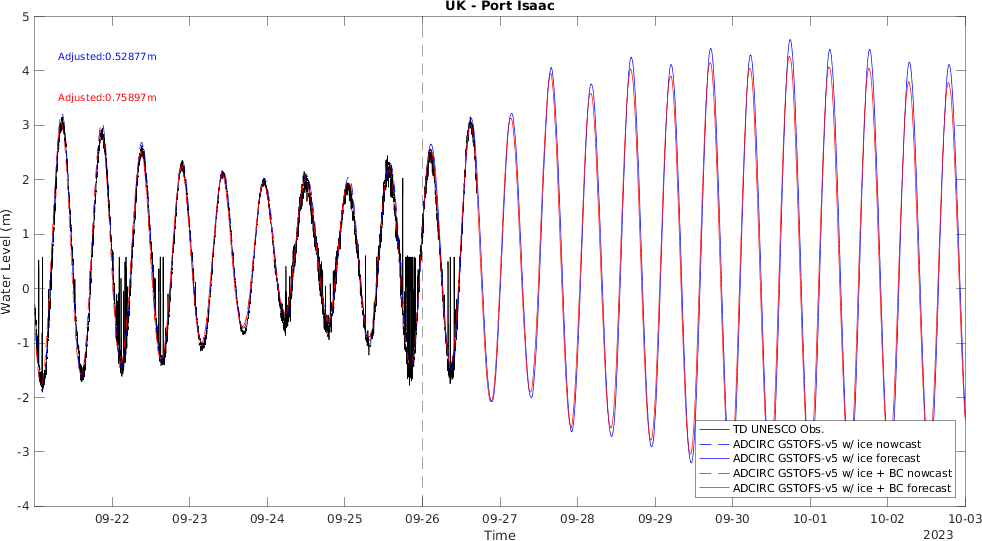 UK - Port Isaac
5
4
3
2
1
0
-1
-2
-3
-4
Water Level (m)
Adjusted:0.52877m
Adjusted:0.75897m
TD UNESCO Obs.
ADCIRC GSTOFS-v5 w/ ice nowcast
ADCIRC GSTOFS-v5 w/ ice forecast
ADCIRC GSTOFS-v5 w/ ice + BC nowcast
ADCIRC GSTOFS-v5 w/ ice + BC forecast
09-22 09-23 09-24 09-25 09-26 09-27 09-28 09-29 09-30 10-01 10-02 10-03
Time
2023